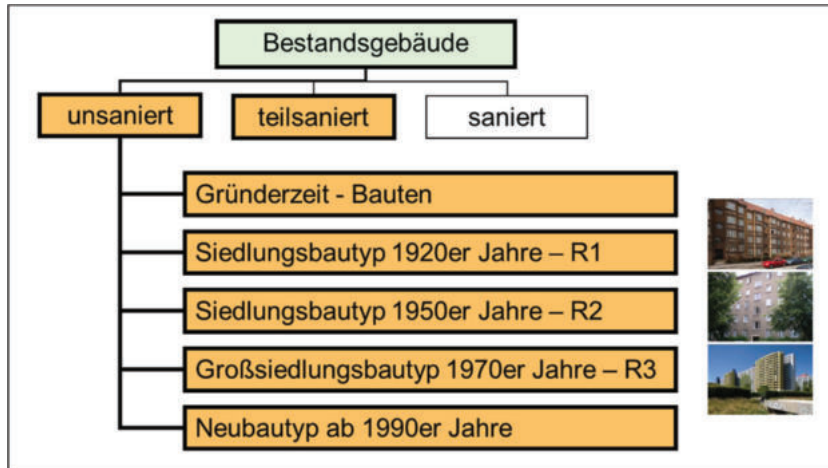 Bestandsgebäude
unsaniert
teilsaniert
saniert
Gründerzeit - Bauten
Siedlungsbautyp 1920er Jahre – R1
Siedlungsbautyp 1950er Jahre – R2
Großsiedlungsbautyp 1970er Jahre – R3
Neubautyp ab 1990er Jahre